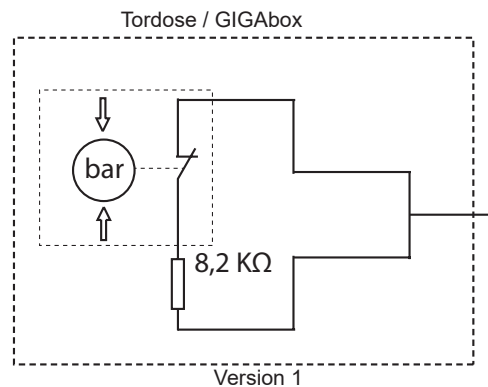 Tordose / GIGAbox
bar
8,2 KΩ
Version 1